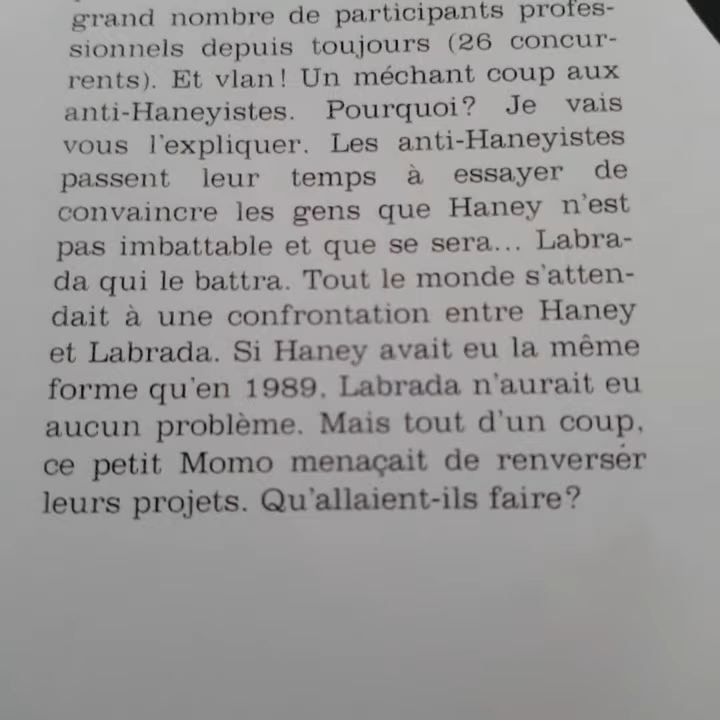 grand nombre de participants profes-
sionnels depuis toujours (26 concur-
rents). Et vlan! Un méchant coup aux
anti-Haneyistes. Pourquoi? Je vais
vous l'expliquer. Les anti-Haneyistes
passent leur temps à essayer de
convaincre les gens que Haney n'est
pas imbattable et que se sera... Labra-
da qui le battra. Tout le monde s'atten-
dait à une confrontation entre Haney
et Labrada. Si Haney avait eu la même
forme qu'en 1989, Labrada n'aurait eu
aucun problème. Mais tout d'un coup,
ce petit Momo menaçait de renverser
leurs projets. Qu'allaient-ils faire?